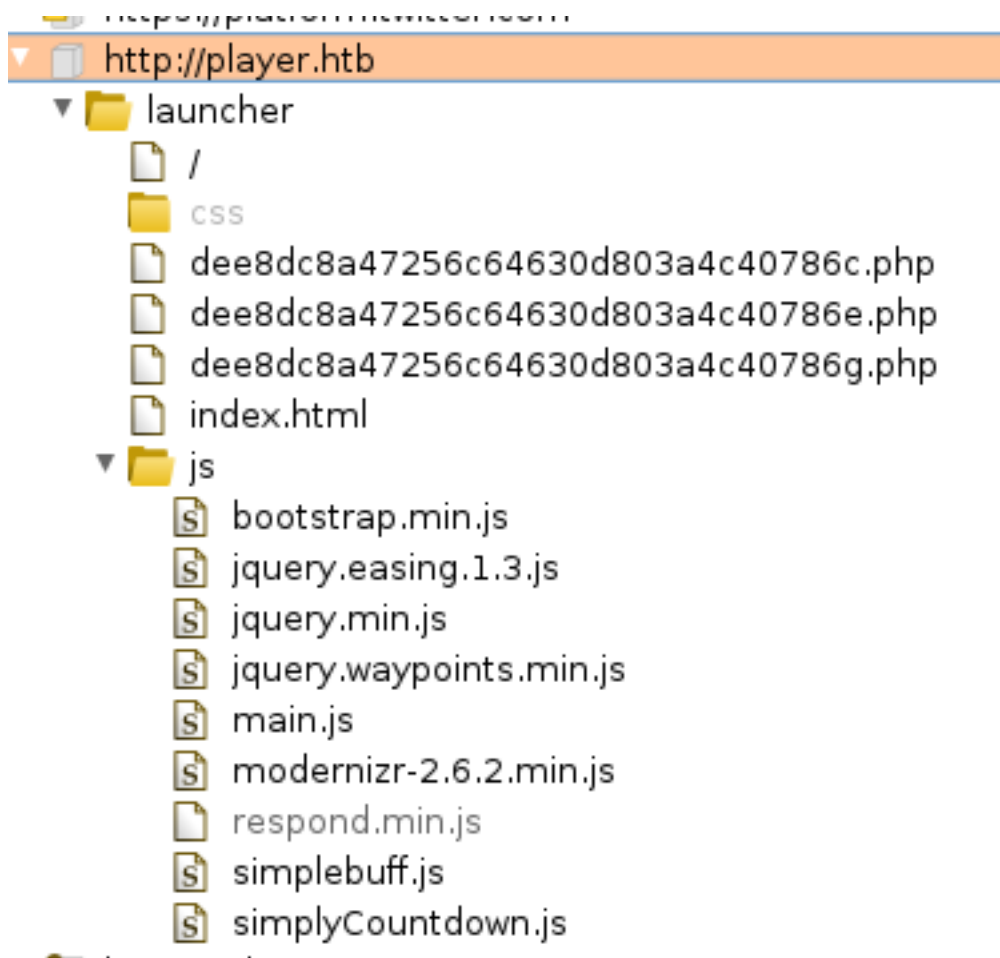 http://player.htb
launcher
/
css
dee8dc8a47256c64630d803a4c40786c.php
dee8dc8a47256c64630d803a4c40786e.php
dee8dc8a47256c64630d803a4c40786g.php
index.html
js
bootstrap.min.js
jquery.easing.1.3.js
jquery.min.js
jquery.waypoints.min.js
main.js
modernizr-2.6.2.min.js
respond.min.js
simplebuff.js
simplyCountdown.js